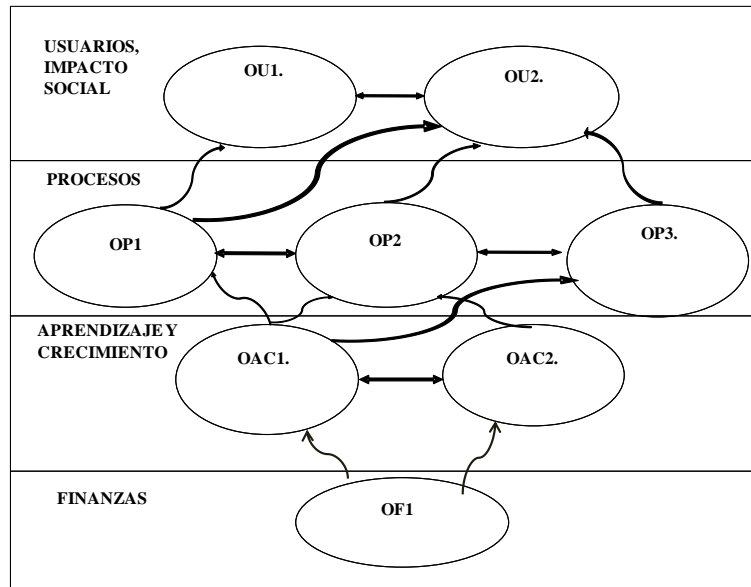 USUARIOS,
IMPACTO
SOCIAL
OU1.
OU2.
PROCESOS
OP1
OP2
OP3.
APRENDIZAJE Y
CRECIMIENTO
OAC1.
OAC2.
FINANZAS
OF1